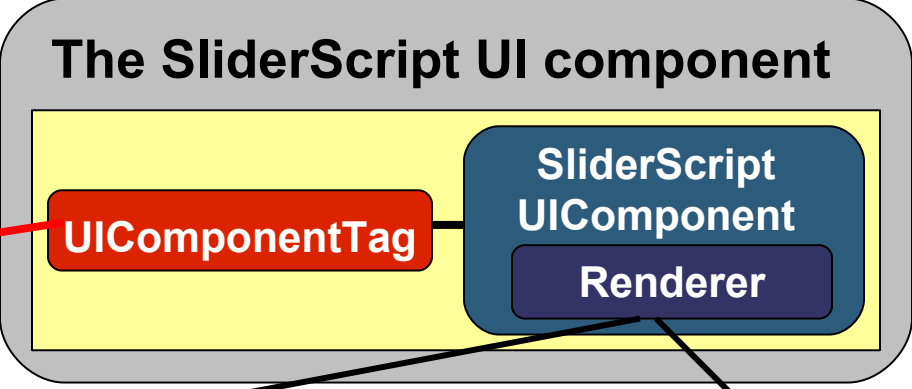 The SliderScript UI component
UIComponentTag
SliderScript
UIComponent
Renderer